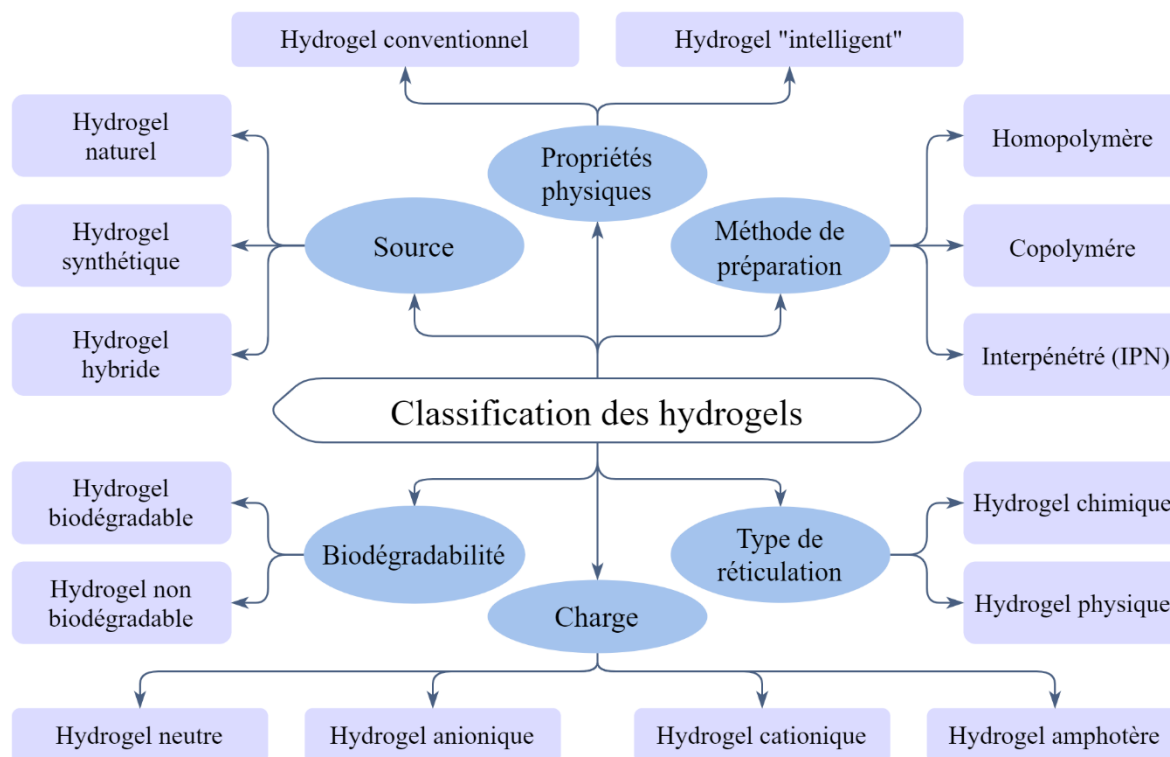 Hydrogel conventionnel
Hydrogel "intelligent"
Hydrogel
naturel
Propriétés
physiques
Homopolymère
Hydrogel
synthétique
Source
Méthode de
préparation
Copolymére
Hydrogel
hybride
Interpénétré (IPN)
Classification des hydrogels
Hydrogel
biodégradable
Hydrogel chimique
Biodégradabilité
Type de
réticulation
Hydrogel non
biodégradable
Hydrogel physique
Charge
Hydrogel neutre
Hydrogel anionique
Hydrogel cationique
Hydrogel amphotère